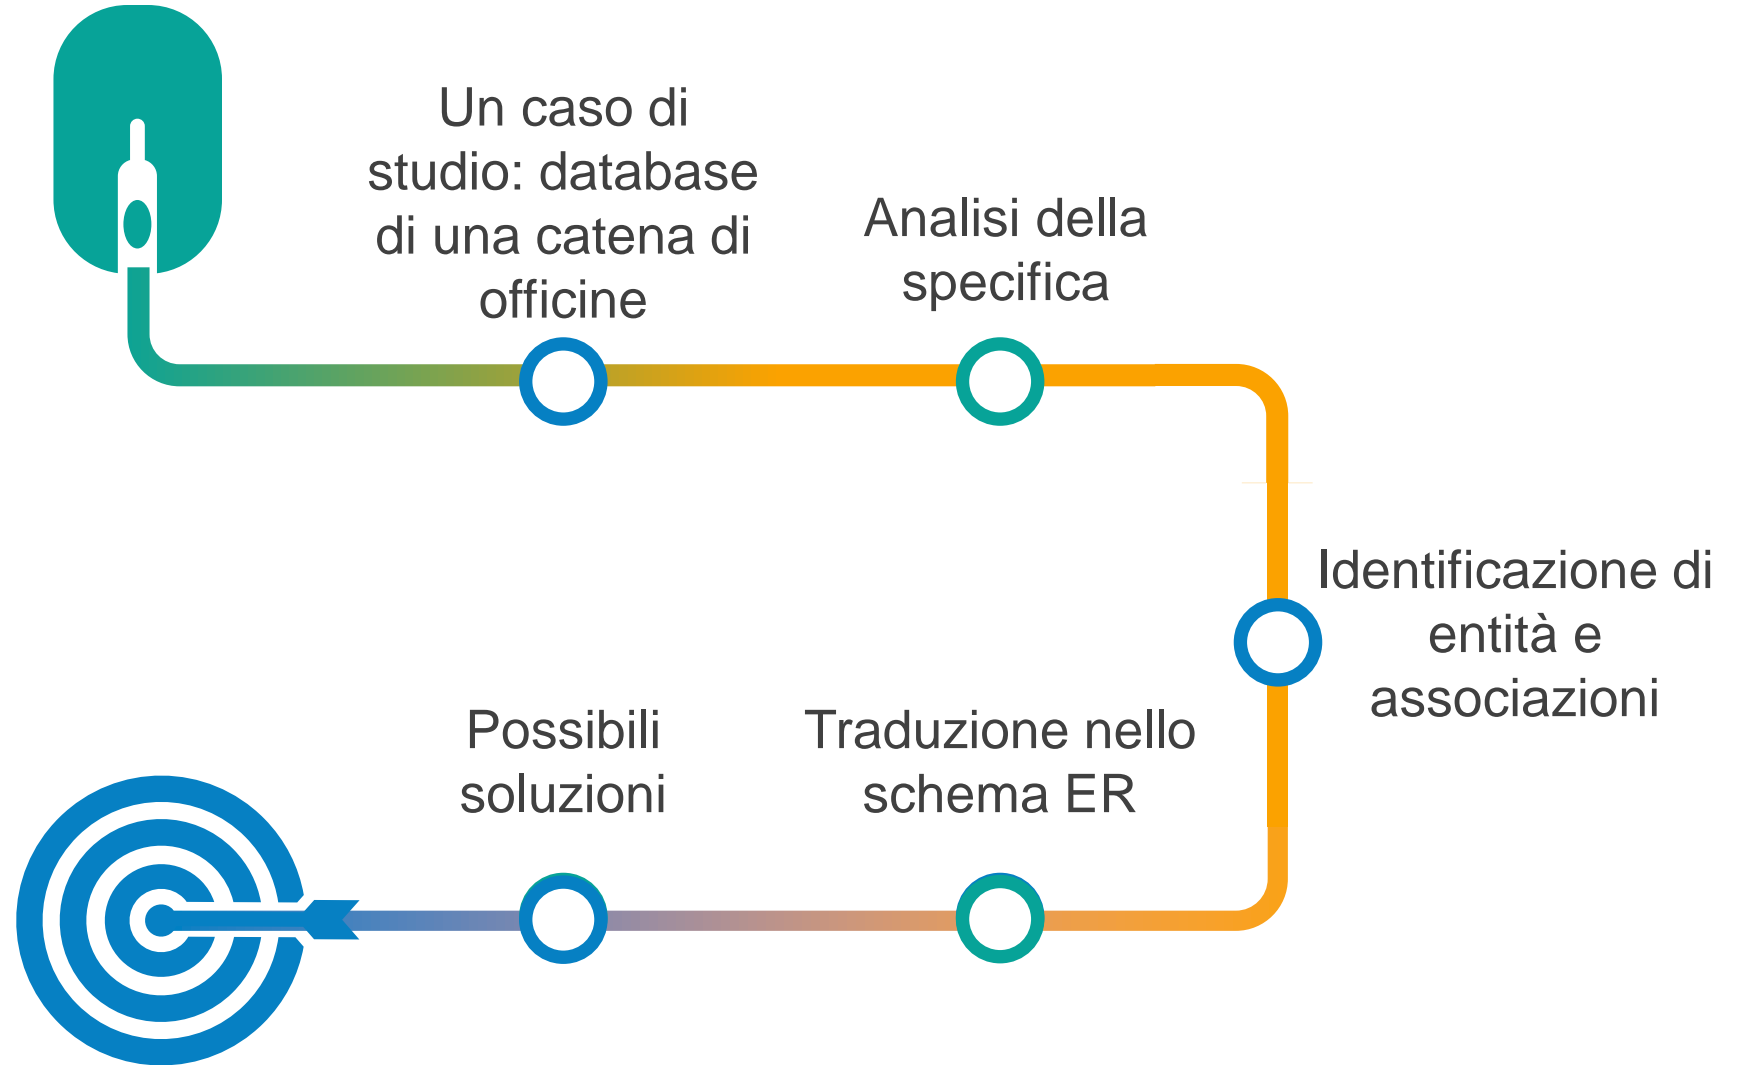 Un caso di
studio: database
di una catena di
officine
Analisi della
specifica
Identificazione di
entità e
associazioni
Traduzione nello
schema ER
Possibili
soluzioni